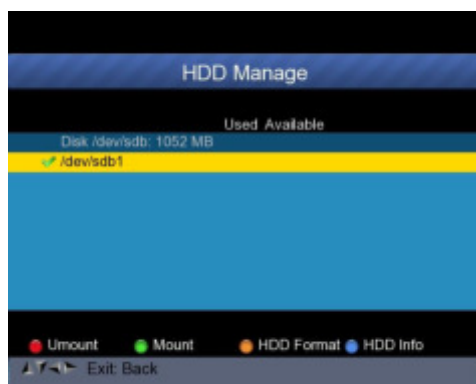 HDD Manage
Used Available
Disk /dev/sdb: 1052 MB
/dev/sdb1
Umount Mount HDD Format HDD Info
Exit: Back